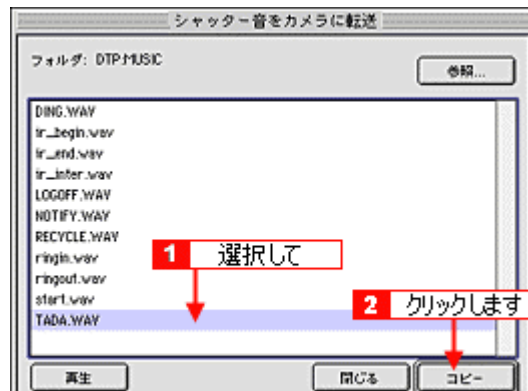 シャッター音をカメラに転送
フォルダ: DTP:MUSIC
参照...
DING.WAV
ir_begin.wav
ir_end.wav
ir_inter.wav
LOGOFF.WAV
NOTIFY.WAV
RECYCLE.WAV
ringin.wav
ringout.wav
start.wav
TADA.WAV
1 選択して
2 クリックします
再生
閉じる
コピー